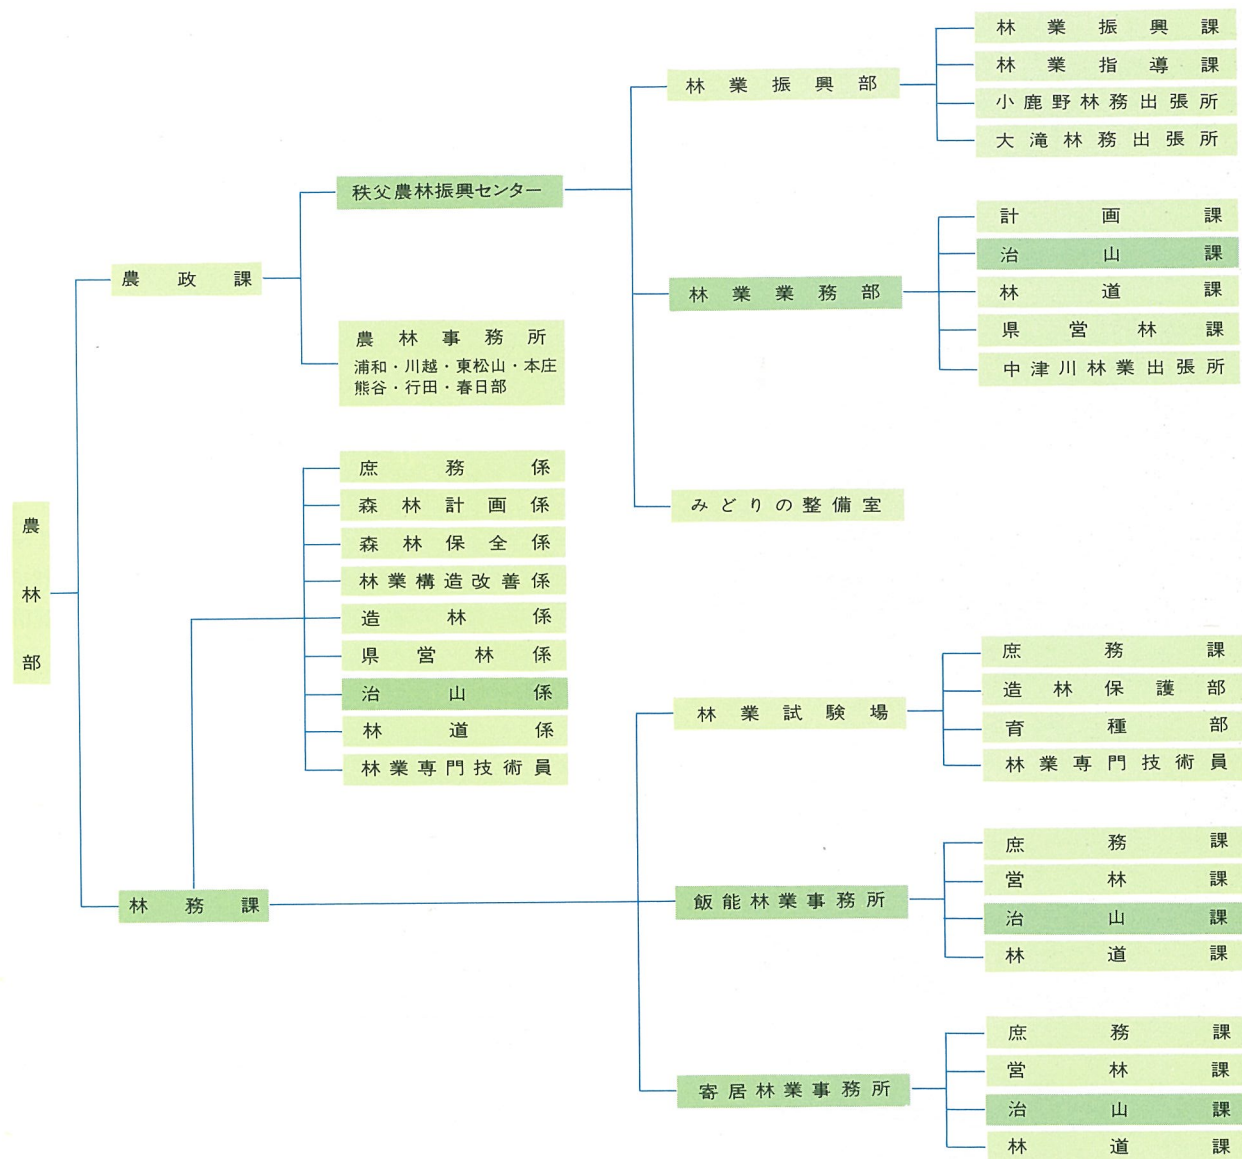 農林部
農政課
秩父農林振興センター
林業振興部
林業振興課
林業指導課
小鹿野林務出張所
大滝林務出張所
林業業務部
計画課
治山課
林道課
県営林課
中津川林業出張所
みどりの整備室
農林事務所
浦和・川越・東松山・本庄
熊谷・行田・春日部
林務課
庶務係
森林計画係
森林保全係
林業構造改善係
造林係
県営林係
治山係
林道係
林業専門技術員
林業試験場
庶務課
造林保護部
育種部
林業専門技術員
飯能林業事務所
庶務課
営林課
治山課
林道課
寄居林業事務所
庶務課
営林課
治山課
林道課